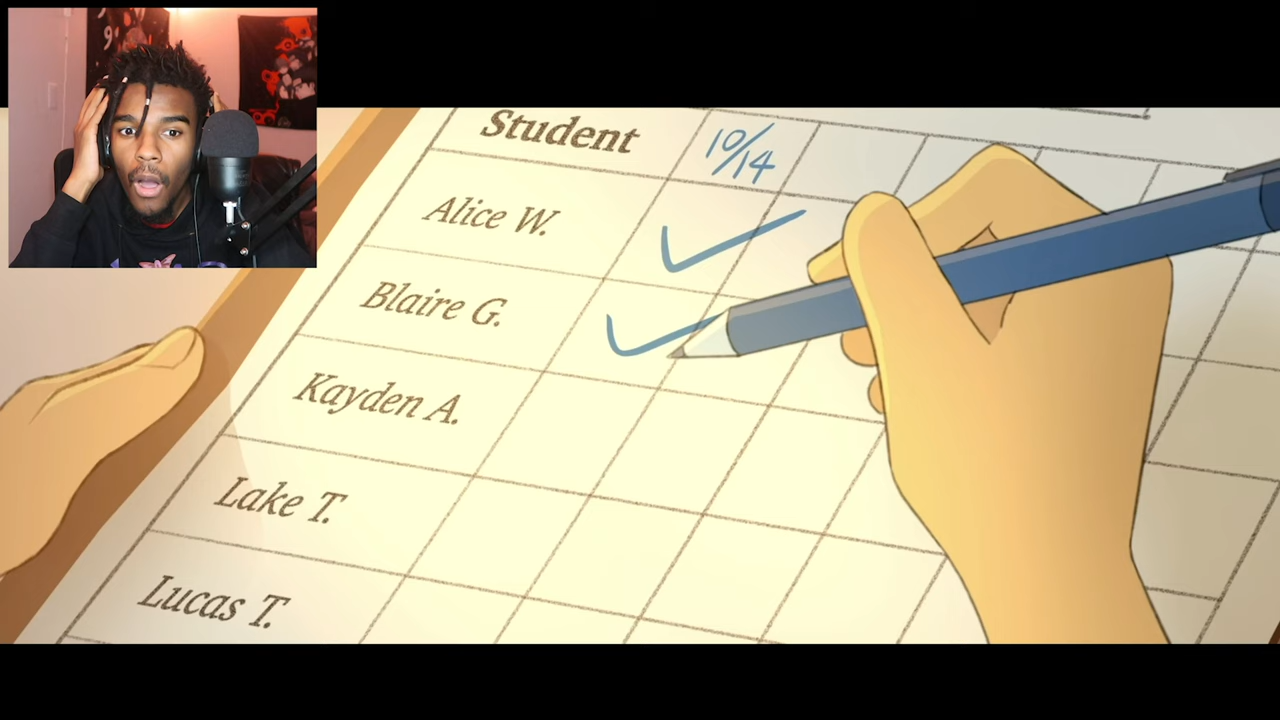 Student 10/14
Alice W.
Blaire G.
Kayden A.
Lake T.
Lucas T.